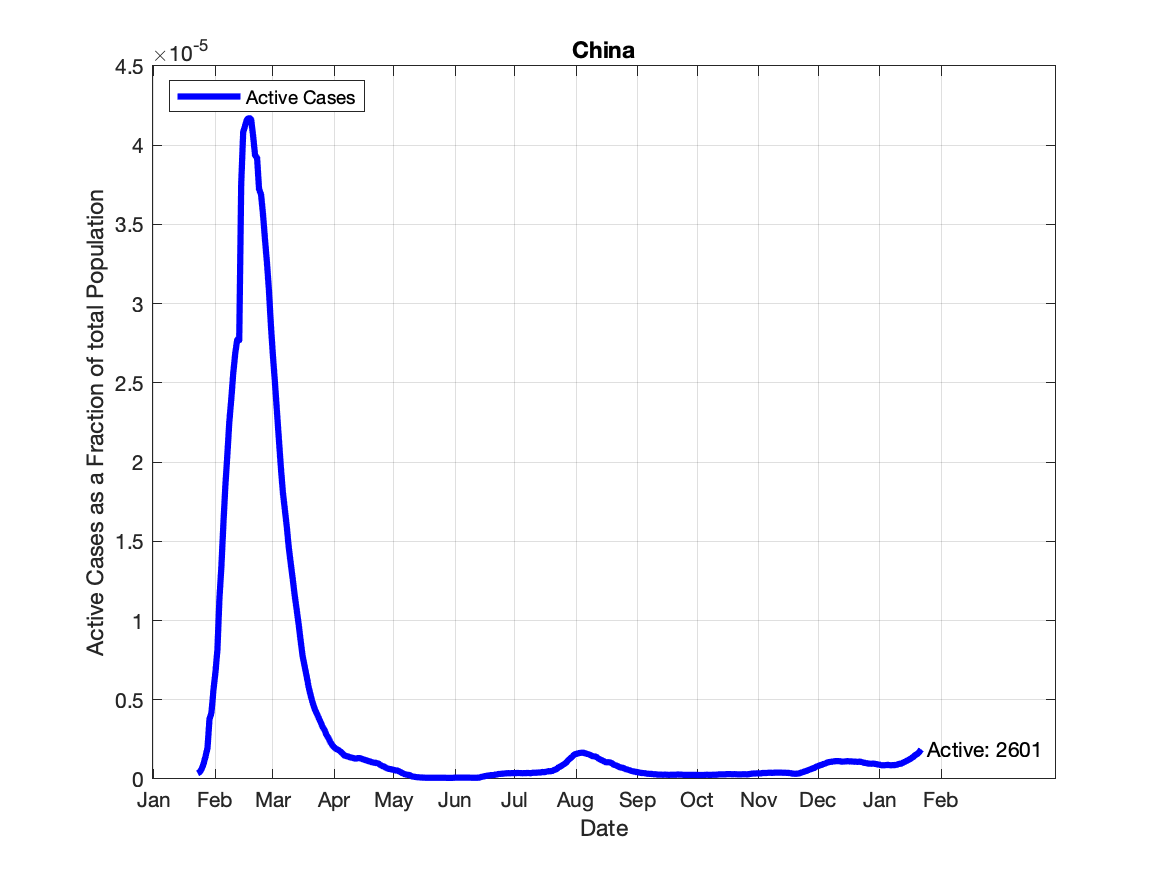 China
×10-5
4.5
4
3.5
3
2.5
2
1.5
1
0.5
0
Active Cases as a Fraction of total Population
Active Cases
Active: 2601
Jan Feb Mar Apr May Jun Jul Aug Sep Oct Nov Dec Jan Feb
Date